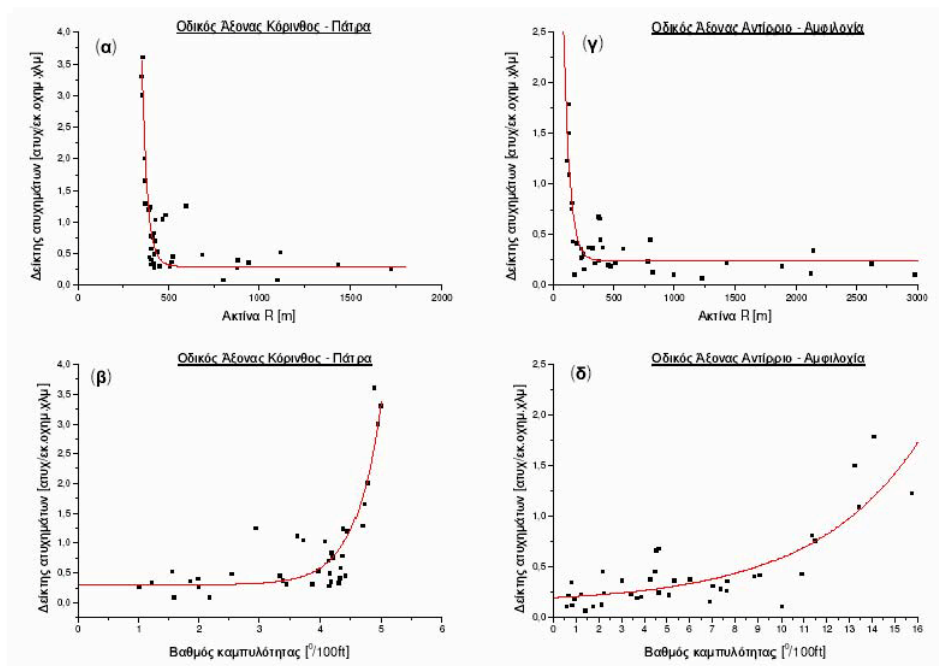 Οδικός Άξονας Κόρινθος - Πάτρα
(α)
Δείκτης ατυχημάτων [ατυχ/εκ.οχημ.χλμ]
4,0
3,5
3,0
2,5
2,0
1,5
1,0
0,5
0,0
0 500 1000 1500 2000
Ακτίνα R [m]
Οδικός Άξονας Αντίρριο - Αμφιλοχία
(γ)
Δείκτης ατυχημάτων [ατυχ/εκ.οχημ.χλμ]
2,5
2,0
1,5
1,0
0,5
0,0
0 500 1000 1500 2000 2500 3000
Ακτίνα R [m]
Οδικός Άξονας Κόρινθος - Πάτρα
(β)
Δείκτης ατυχημάτων [ατυχ/εκ.οχημ.χλμ]
4,0
3,5
3,0
2,5
2,0
1,5
1,0
0,5
0,0
0 1 2 3 4 5 6
Βαθμός καμπυλότητας [⁰/100ft]
Οδικός Άξονας Αντίρριο - Αμφιλοχία
(δ)
Δείκτης ατυχημάτων [ατυχ/εκ.οχημ.χλμ]
2,5
2,0
1,5
1,0
0,5
0,0
0 1 2 3 4 5 6 7 8 9 10 11 12 13 14 15 16
Βαθμός καμπυλότητας [⁰/100ft]